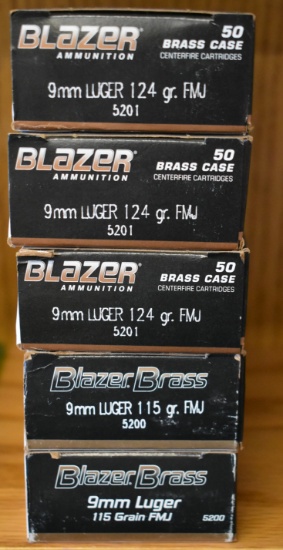 BLAZER 50
AMMUNITION BRASS CASE
CENTERFIRE CARTRIDGES
9mm LUGER 124 gr. FMJ
5201
BLAZER 50
AMMUNITION BRASS CASE
CENTERFIRE CARTRIDGES
9mm LUGER 124 gr. FMJ
5201
BLAZER 50
AMMUNITION BRASS CASE
CENTERFIRE CARTRIDGES
9mm LUGER 124 gr. FMJ
5201
Blazer Brass
9mm LUGER 115 gr. FMJ
5200
Blazer Brass
9mm Luger
115 Grain FMJ 5200